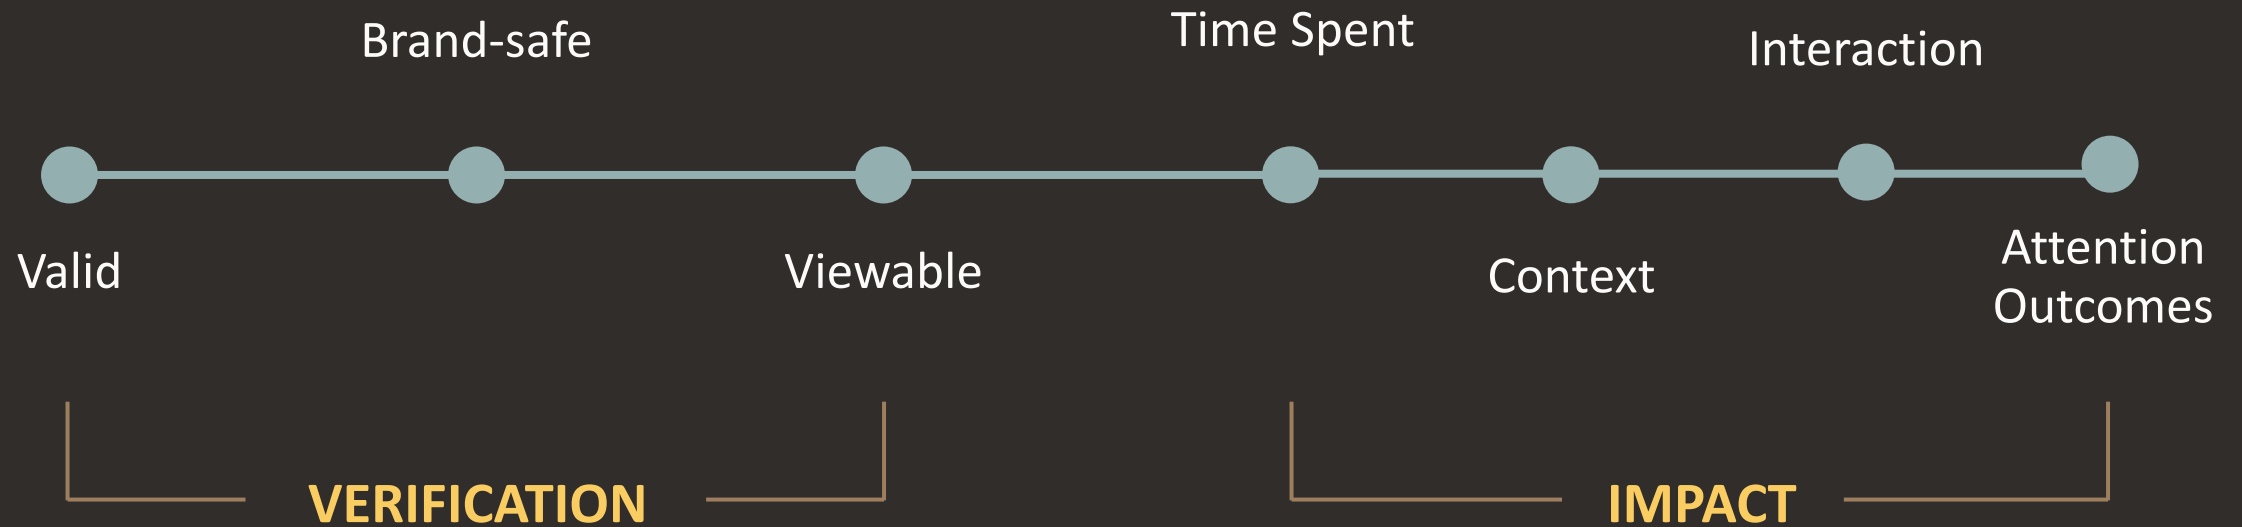 Brand-safe
Time Spent
Interaction
Valid
Viewable
Context
Attention
Outcomes
VERIFICATION
IMPACT